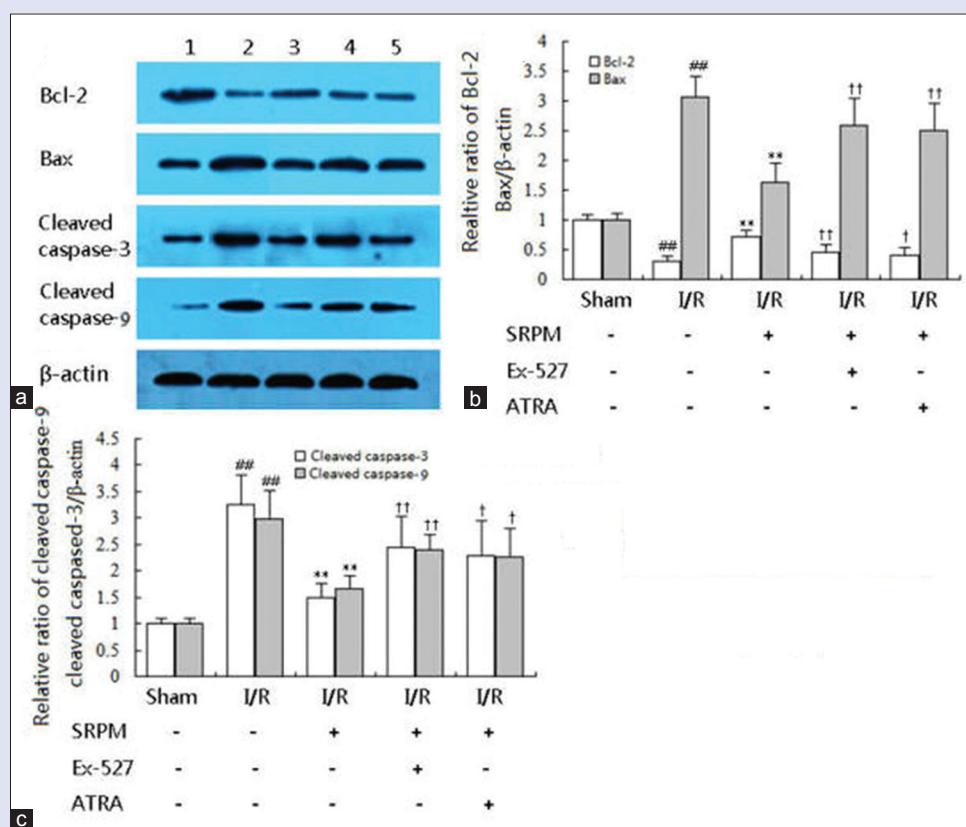 1 2 3 4 5
Bcl-2
Bax
Cleaved
caspase-3
Cleaved
caspase-9
β-actin
a
Realtive ratio of Bcl-2
Bax/β-actin
4
3.5
3
2.5
2
1.5
1
0.5
0
Bcl-2
Bax
## ## ** ** †† †† † ††
Sham I/R I/R I/R I/R
SRPM - - + + +
Ex-527 - - - + -
ATRA - - - - +
b
Relative ratio of cleaved caspase-9
cleaved caspased-3/β-actin
4.5
4
3.5
3
2.5
2
1.5
1
0.5
0
Cleaved caspase-3
Cleaved caspase-9
## ## ** ** †† †† † †
Sham I/R I/R I/R I/R
SRPM - - + + +
Ex-527 - - - + -
ATRA - - - - +
c